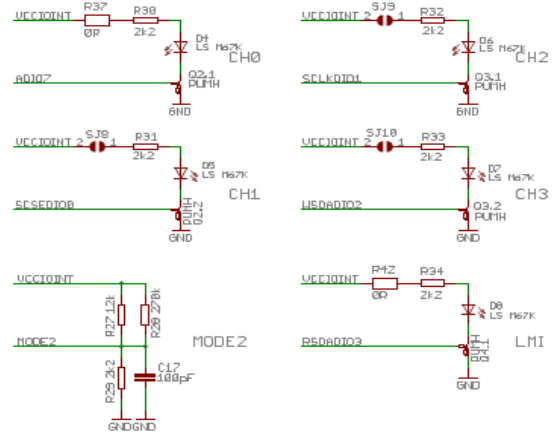 VCCIOINT
R37
0R
R30
2k2
D4
LS M67K
CH0
ADIO7
Q2.1
PUMH
GND
VCCIOINT
SJ9
2 1
R32
2k2
D6
LS M67K
CH2
SCLKDIO1
Q3.1
PUMH
GND
VCCIOINT
SJ8
2 1
R31
2k2
D5
LS M67K
CH1
SCSEDIO0
PUMH
Q2.2
GND
VCCIOINT
SJ10
2 1
R33
2k2
D7
LS M67K
CH3
WSDADIO2
Q3.2
PUMH
GND
VCCIOINT
R27 12k
R28 270k
MODE2
MODE2
R29 2k2
C17
100pF
GND GND
VCCIOINT
R42
0R
R34
2k2
D8
LS M67K
RSDADIO3
PUMH
Q4.1
LMI
GND